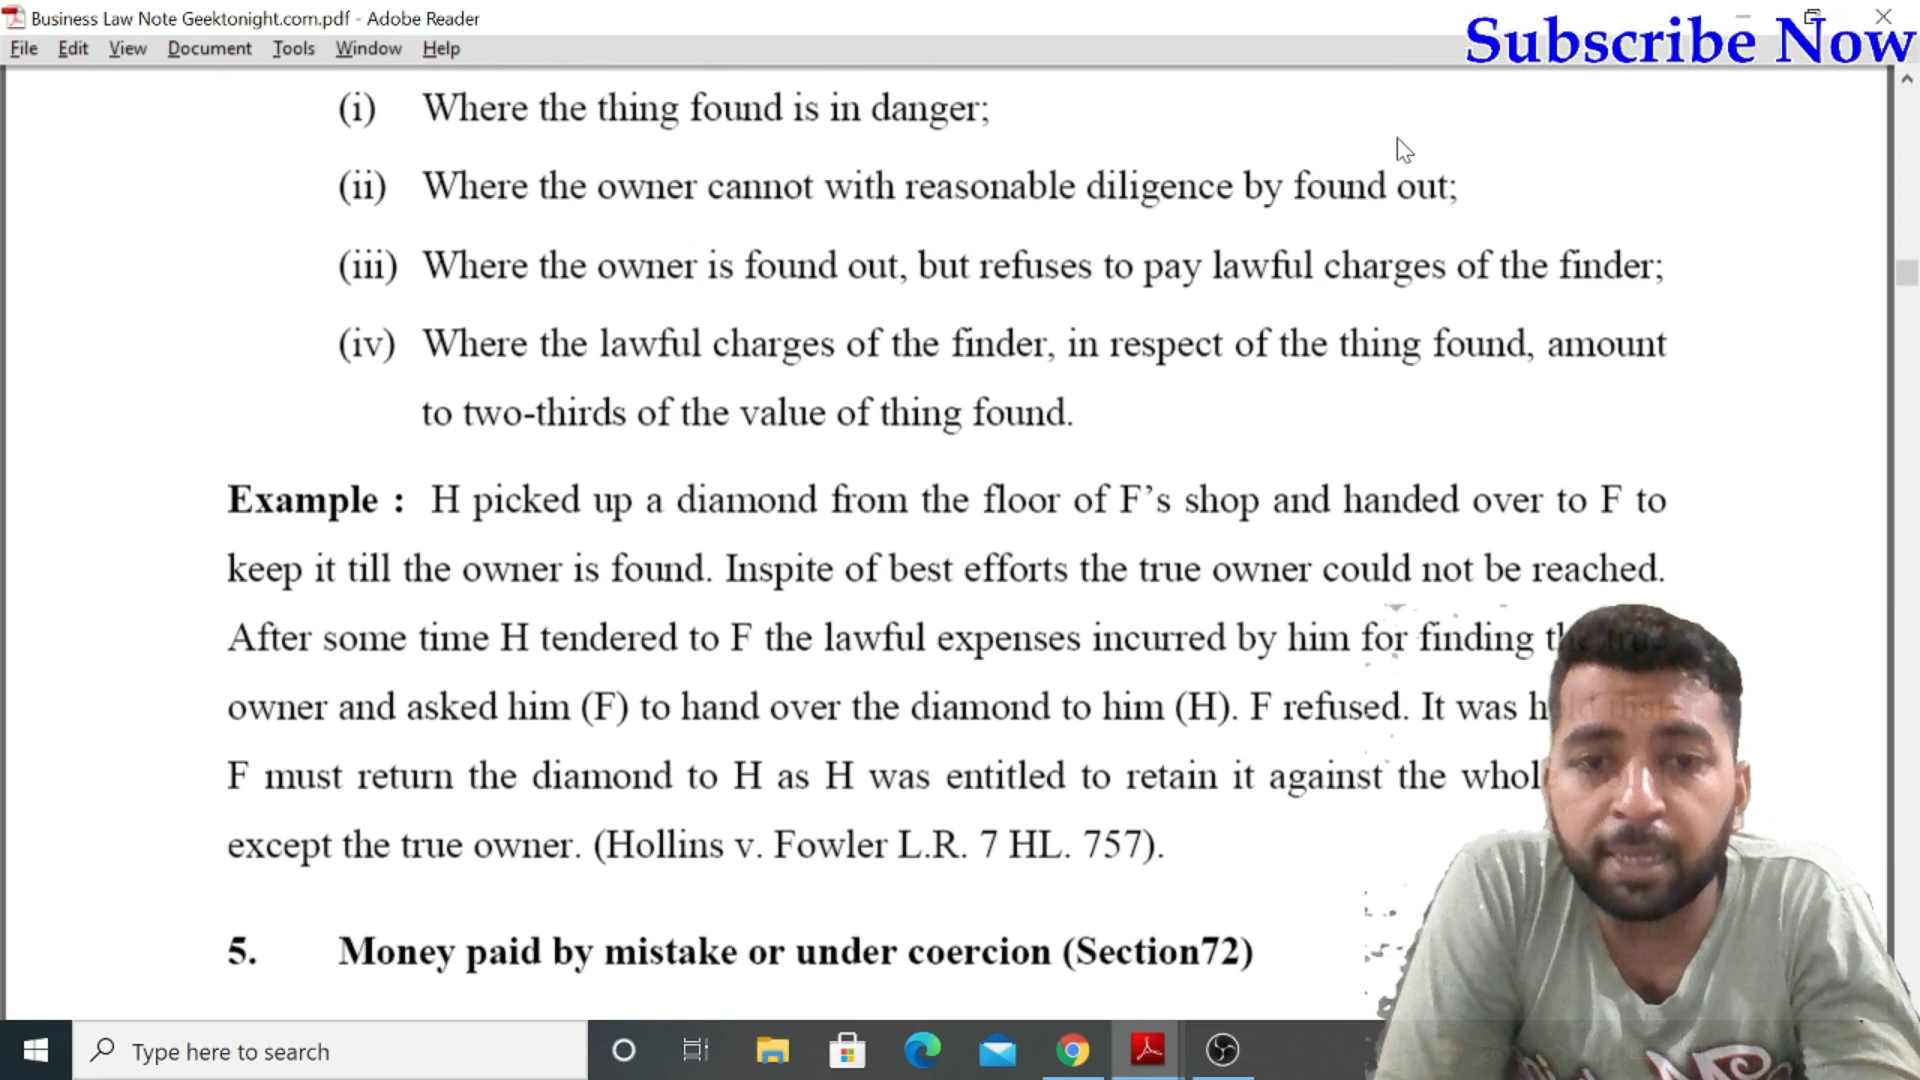 Business Law Note Geektonight.com.pdf - Adobe Reader
Subscribe Now
File Edit View Document Tools Window Help
(i) Where the thing found is in danger;
(ii) Where the owner cannot with reasonable diligence by found out;
(iii) Where the owner is found out, but refuses to pay lawful charges of the finder;
(iv) Where the lawful charges of the finder, in respect of the thing found, amount
to two-thirds of the value of thing found.
Example : H picked up a diamond from the floor of F's shop and handed over to F to
keep it till the owner is found. Inspite of best efforts the true owner could not be reached.
After some time H tendered to F the lawful expenses incurred by him for finding the true
owner and asked him (F) to hand over the diamond to him (H). F refused. It was held that
F must return the diamond to H as H was entitled to retain it against the
except the true owner. (Hollins v. Fowler L.R. 7 HL. 757).
5. Money paid by mistake or under coercion (Section72)
Type here to search